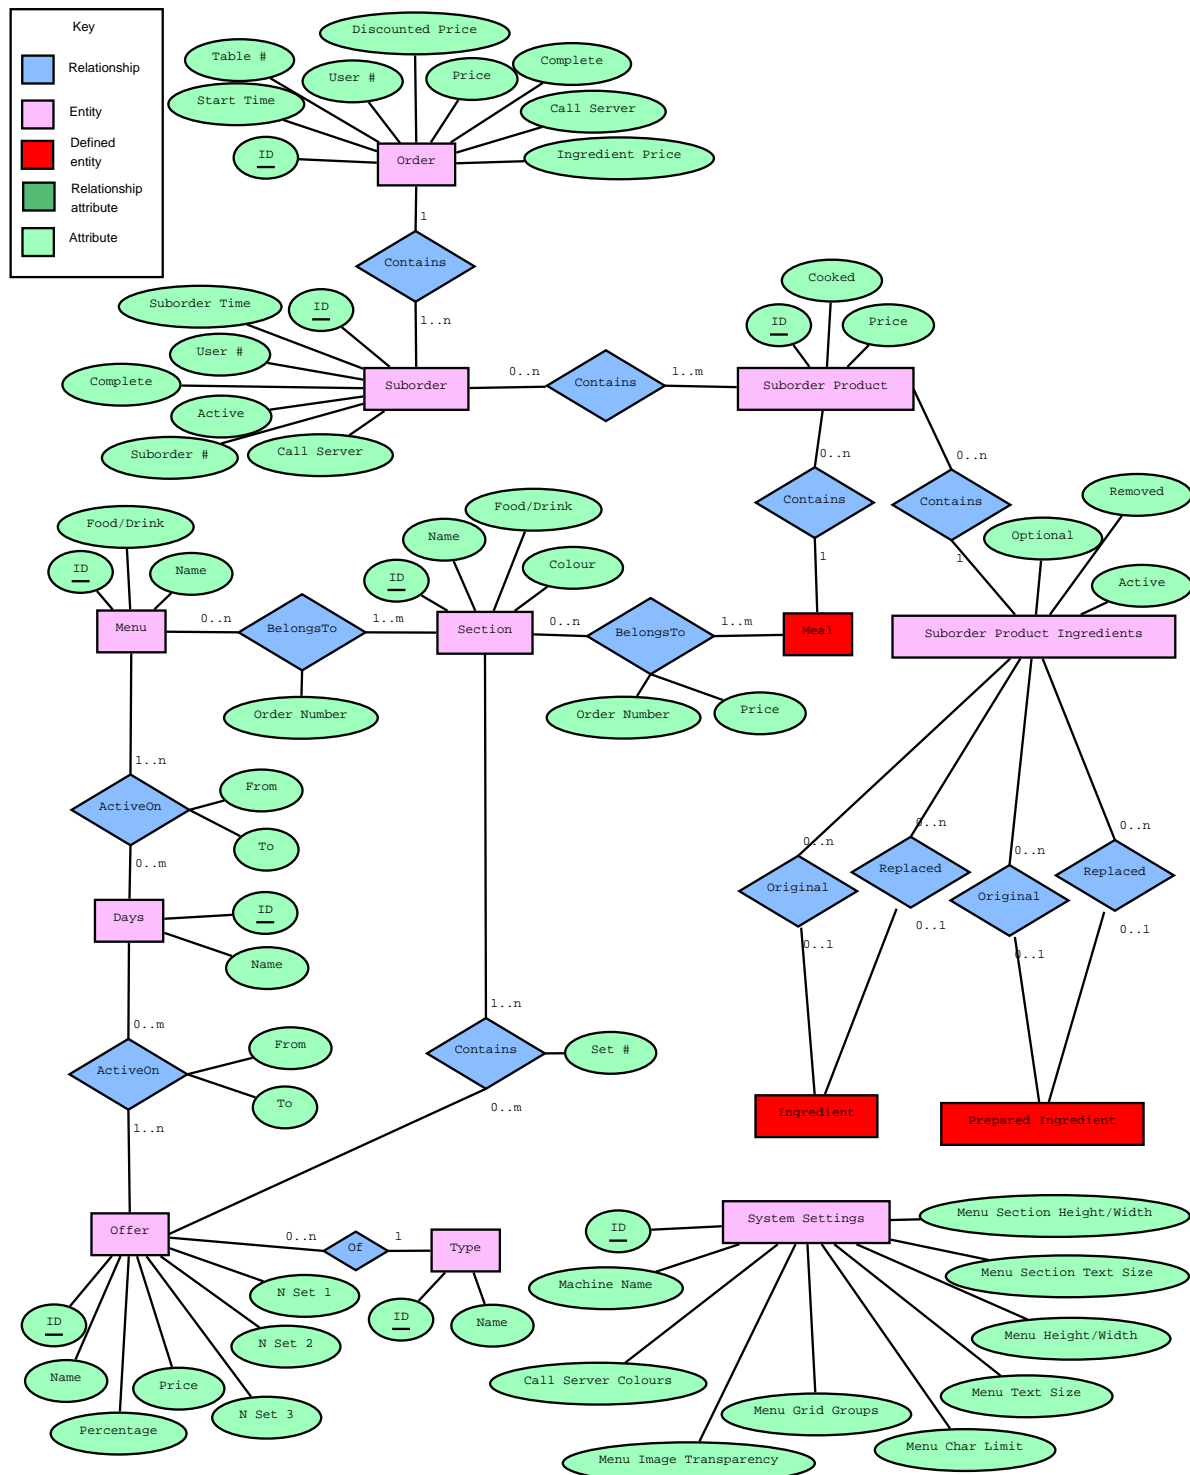 Key
Relationship
Entity
Defined
entity
Relationship
attribute
Attribute
Discounted Price
Table #
User #
Price
Complete
Start Time
Call Server
ID
Order
Ingredient Price
1
Contains
1..n
Suborder Time
ID
User #
Complete
Suborder
Active
Suborder #
Call Server
0..n
Contains
1..m
Cooked
ID
Price
Suborder Product
0..n
0..n
Contains
Contains
1
1
Removed
Optional
Active
Suborder Product Ingredients
Food/Drink
ID
Name
Menu
0..n
BelongsTo
1..m
Order Number
Food/Drink
Name
ID
Colour
Section
0..n
BelongsTo
1..m
Meal
Order Number
Price
1..n
ActiveOn
From
To
0..m
Days
ID
Name
0..m
ActiveOn
From
To
1..n
1..n
Contains
Set #
0..m
0..n
0..n
0..n
0..n
Original
Replaced
Original
Replaced
0..1
0..1
0..1
0..1
Ingredient
Prepared Ingredient
Offer
0..n
Of
1
Type
ID
Name
N Set 1
N Set 2
N Set 3
ID
Name
Price
Percentage
System Settings
ID
Machine Name
Call Server Colours
Menu Image Transparency
Menu Grid Groups
Menu Char Limit
Menu Text Size
Menu Height/Width
Menu Section Text Size
Menu Section Height/Width